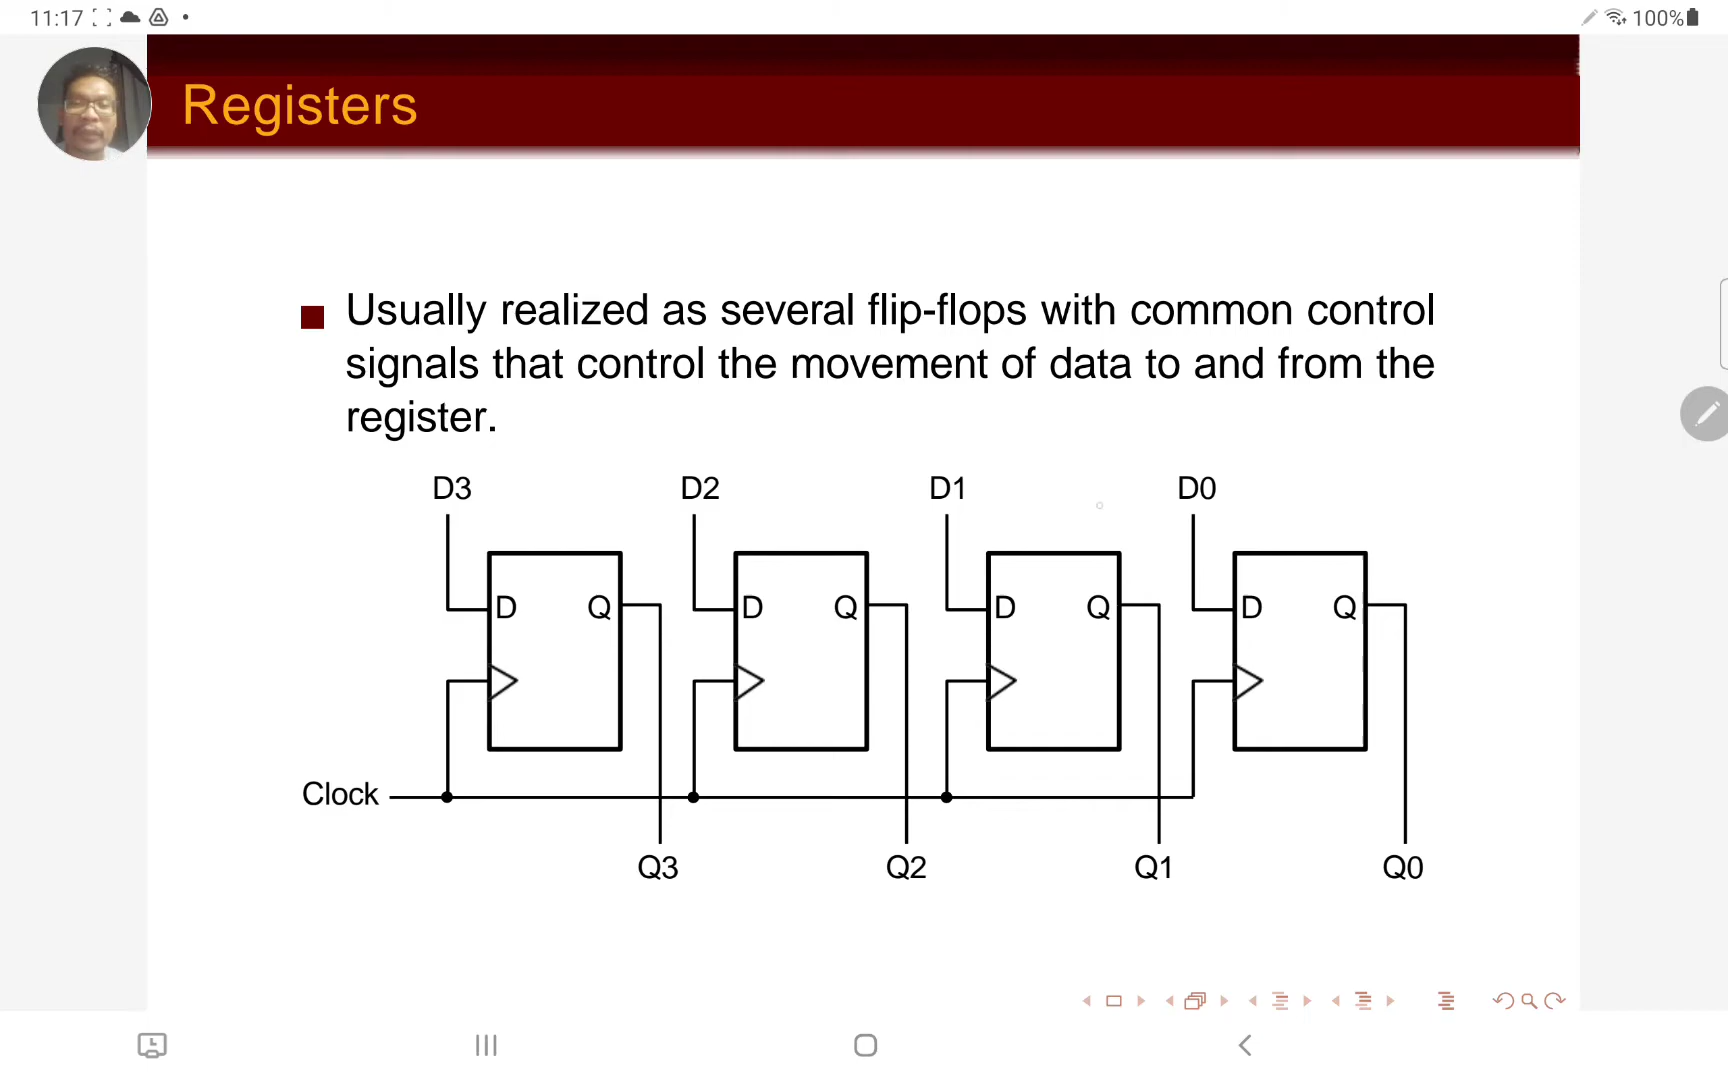 11:17
100%
Registers
Usually realized as several flip-flops with common control
signals that control the movement of data to and from the
register.
D3 D2 D1 D0
D Q D Q D Q D Q
Clock
Q3 Q2 Q1 Q0